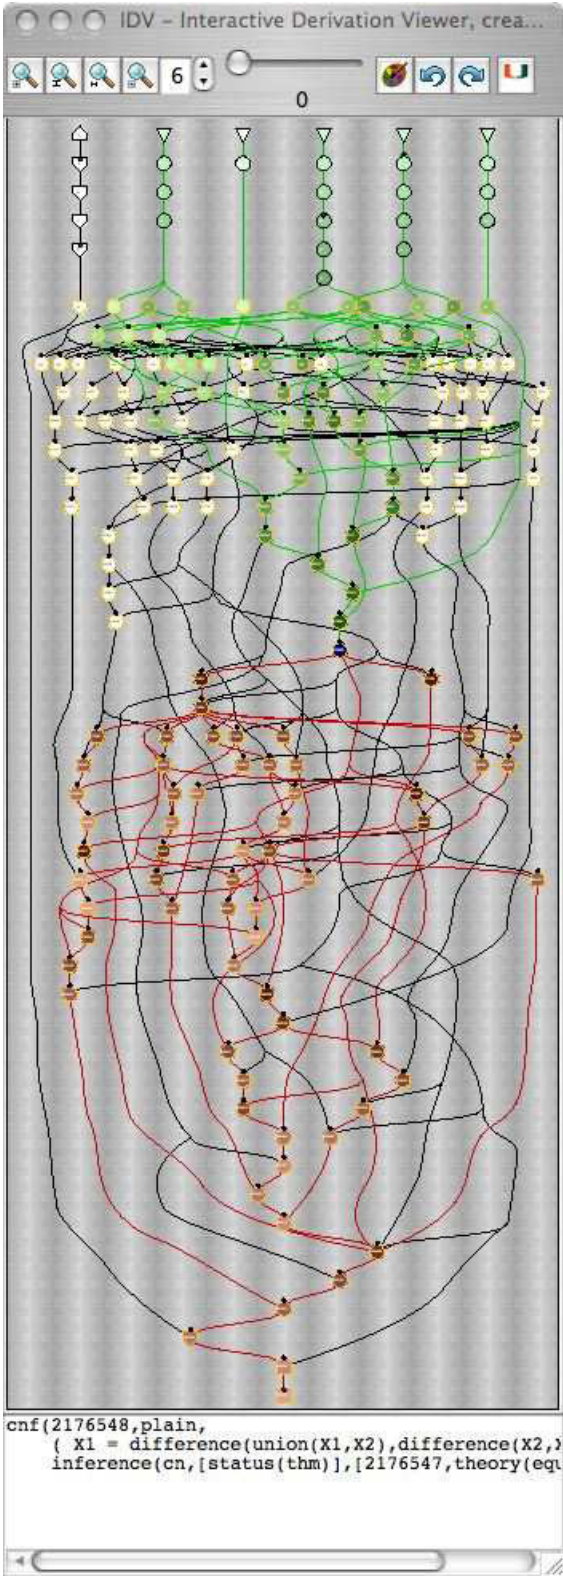 IDV - Interactive Derivation Viewer, crea...
6
0
cnf(2176548,plain,
( X1 = difference(union(X1,X2),difference(X2,X
inference(cn,[status(thm)],[2176547,theory(equ